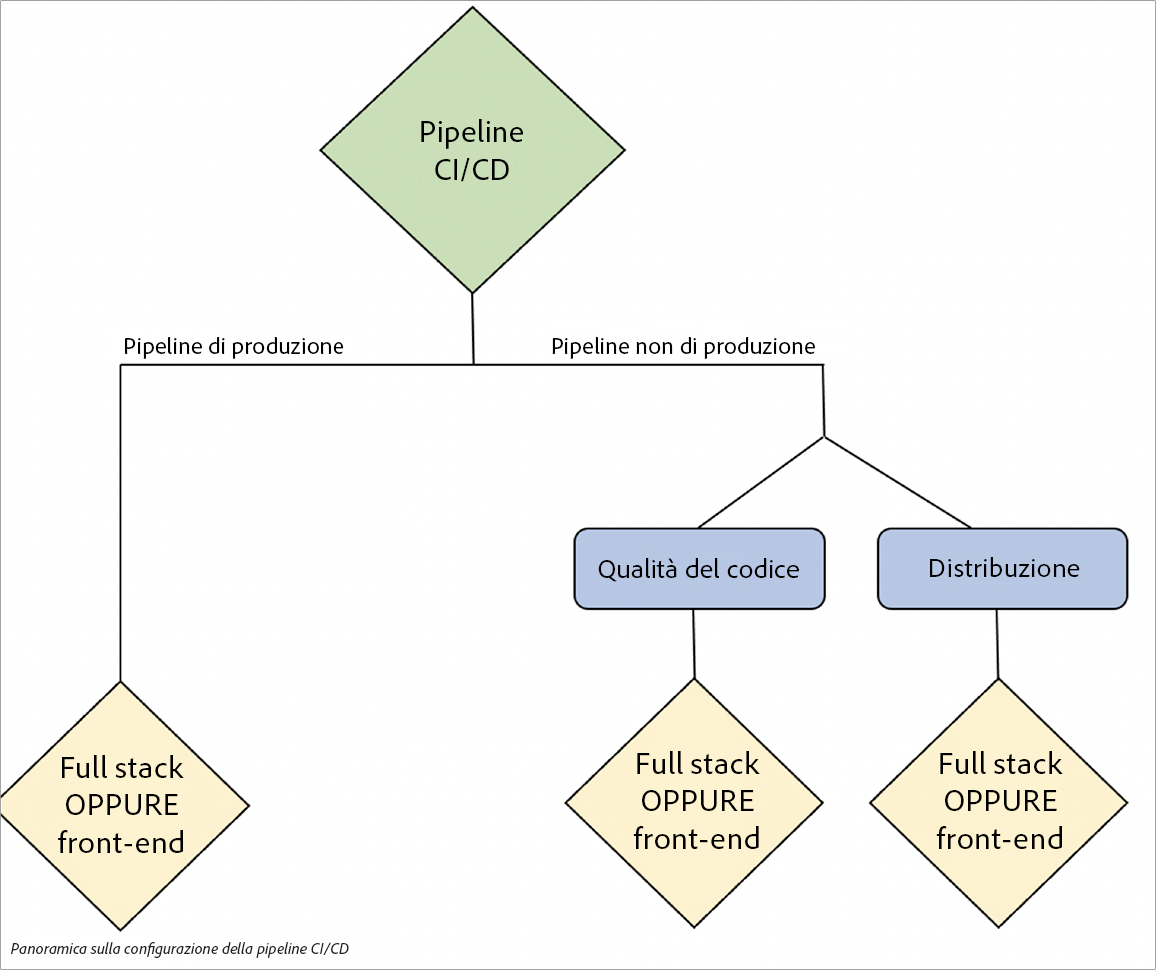 Pipeline
CI/CD
Pipeline di produzione
Pipeline non di produzione
Qualità del codice
Distribuzione
Full stack
OPPURE
front-end
Full stack
OPPURE
front-end
Full stack
OPPURE
front-end
Panoramica sulla configurazione della pipeline CI/CD